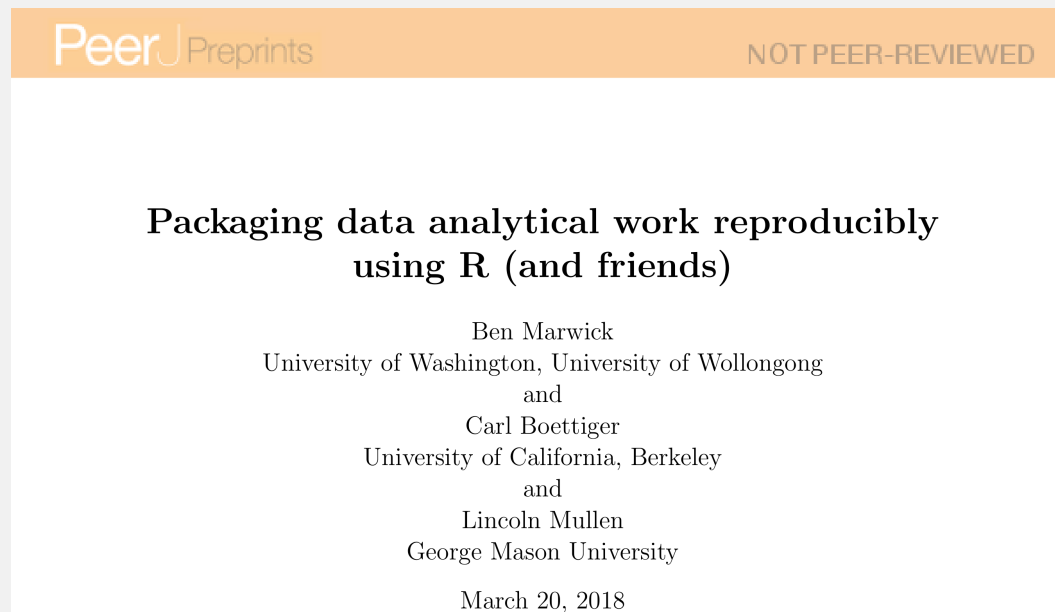 PeerJ Preprints NOT PEER-REVIEWED
Packaging data analytical work reproducibly
using R (and friends)
Ben Marwick
University of Washington, University of Wollongong
and
Carl Boettiger
University of California, Berkeley
and
Lincoln Mullen
George Mason University
March 20, 2018